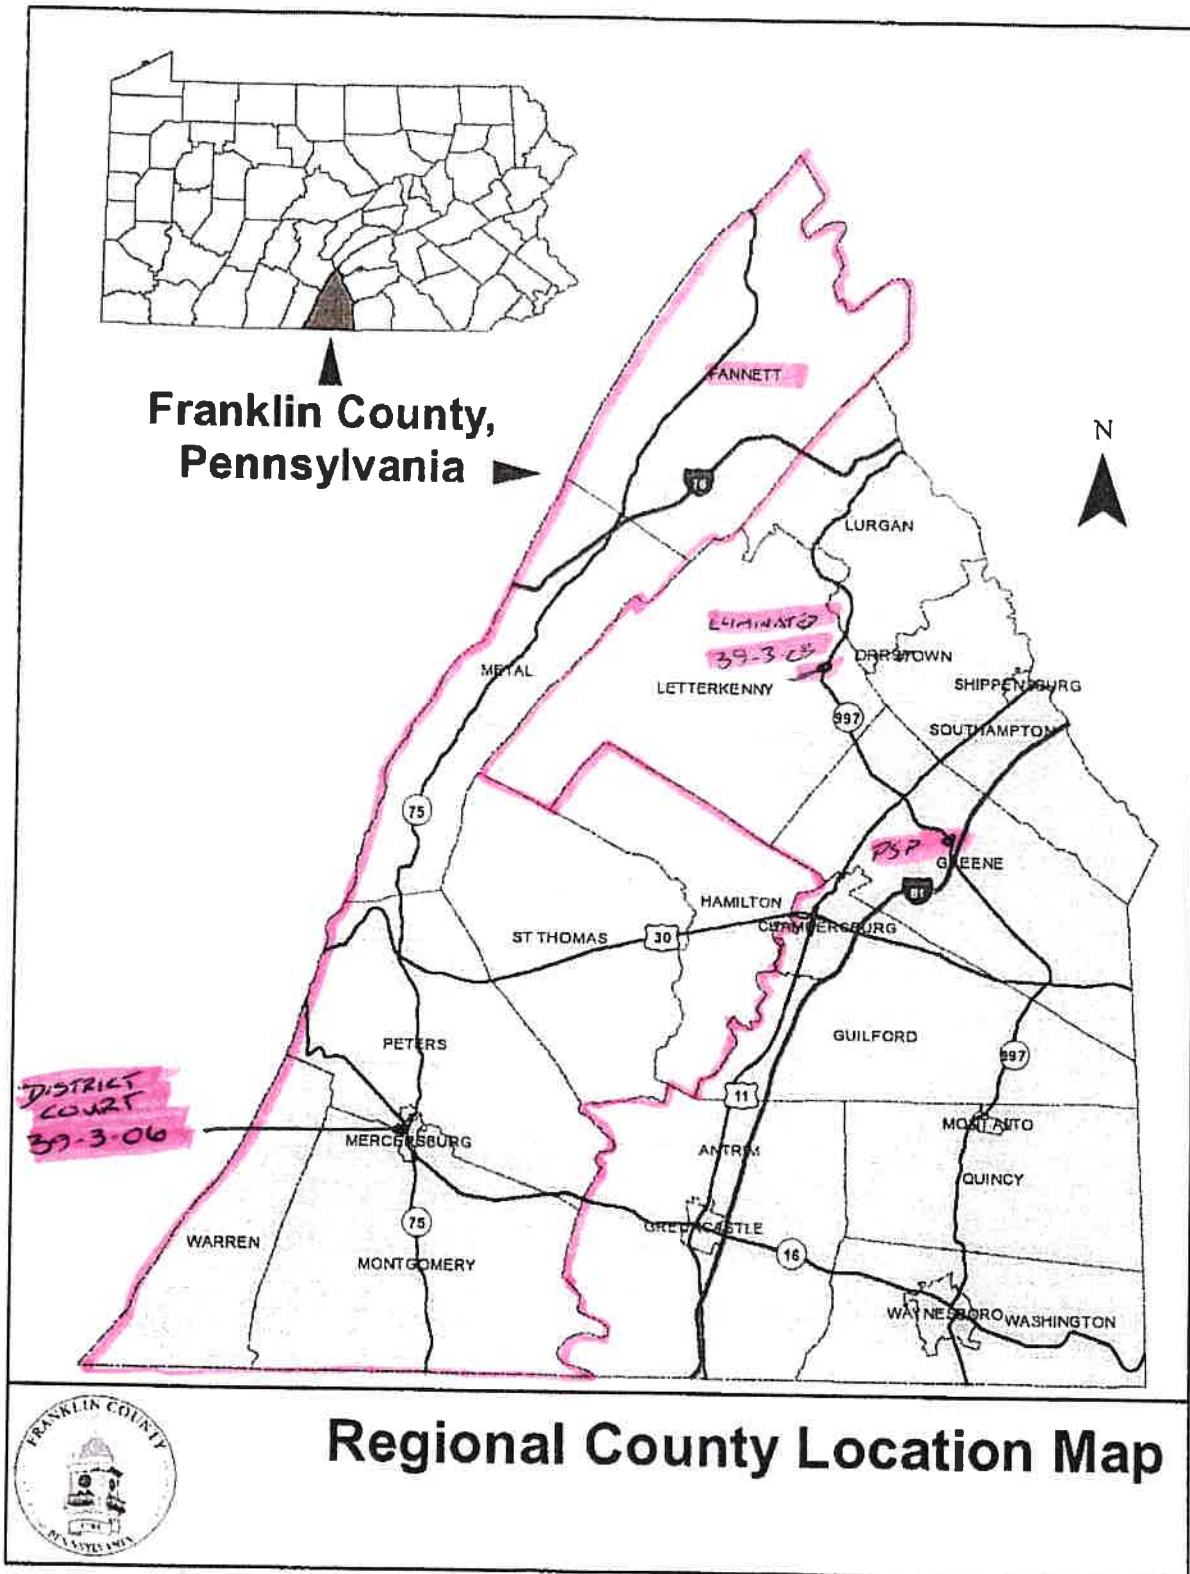 Franklin County,
Pennsylvania
N
FANNETT
76
LURGAN
ELIMINATED
39-3-05
ORRSTOWN
METAL
LETTERKENNY
SHIPPENSBURG
997
SOUTHAMPTON
75
PSP
GREENE
81
HAMILTON
ST THOMAS
30
CHAMBERSBURG
PETERS
GUILFORD
997
DISTRICT
COURT
39-3-06
11
MERCERSBURG
MONT ALTO
ANTRIM
QUINCY
75
GREENCASTLE
WARREN
16
MONTGOMERY
WAYNESBORO
WASHINGTON
FRANKLIN COUNTY
PENNSYLVANIA
Regional County Location Map